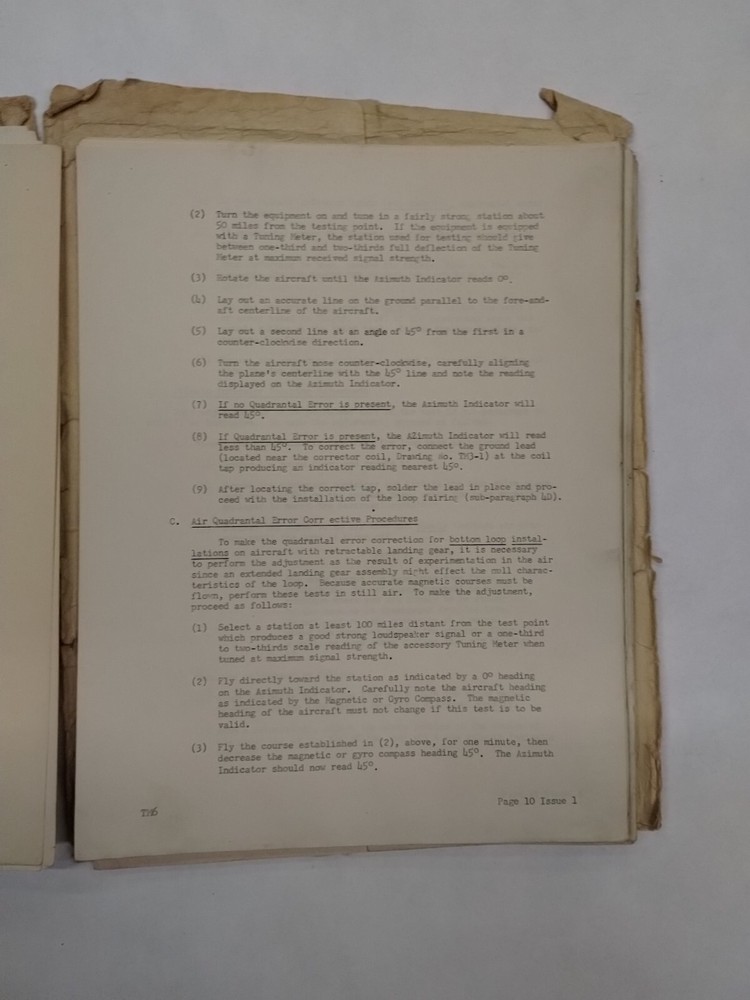 (2) Turn the equipment on and tune in a fairly strong station about
50 miles from the testing point. If the equipment is equipped
with a Tuning Meter, the station used for testing should give
between one-third and two-thirds full deflection of the Tuning
Meter at maximum received signal strength.
(3) Rotate the aircraft until the Azimuth Indicator reads 0°.
(4) Lay out an accurate line on the ground parallel to the fore-and-
aft centerline of the aircraft.
(5) Lay out a second line at an angle of 45° from the first in a
counter-clockwise direction.
(6) Turn the aircraft nose counter-clockwise, carefully aligning
the plane's centerline with the 45° line and note the reading
displayed on the Azimuth Indicator.
(7) If no Quadrantal Error is present, the Azimuth Indicator will
read 45°.
(8) If Quadrantal Error is present, the AZimuth Indicator will read
less than 45°. To correct the error, connect the ground lead
(located near the corrector coil, Drawing No. TM3-1) at the coil
tap producing an indicator reading nearest 45°.
(9) After locating the correct tap, solder the lead in place and pro-
ceed with the installation of the loop fairing (sub-paragraph 4D).
C. Air Quadrantal Error Corr ective Procedures
To make the quadrantal error correction for bottom loop instal-
lations on aircraft with retractable landing gear, it is necessary
to perform the adjustment as the result of experimentation in the air
since an extended landing gear assembly might effect the null charac-
teristics of the loop. Because accurate magnetic courses must be
flown, perform these tests in still air. To make the adjustment,
proceed as follows:
(1) Select a station at least 100 miles distant from the test point
which produces a good strong loudspeaker signal or a one-third
to two-thirds scale reading of the accessory Tuning Meter when
tuned at maximum signal strength.
(2) Fly directly toward the station as indicated by a 0° heading
on the Azimuth Indicator. Carefully note the aircraft heading
as indicated by the Magnetic or Gyro Compass. The magnetic
heading of the aircraft must not change if this test is to be
valid.
(3) Fly the course established in (2), above, for one minute, then
decrease the magnetic or gyro compass heading 45°. The Azimuth
Indicator should now read 45°.
TM6
Page 10 Issue 1